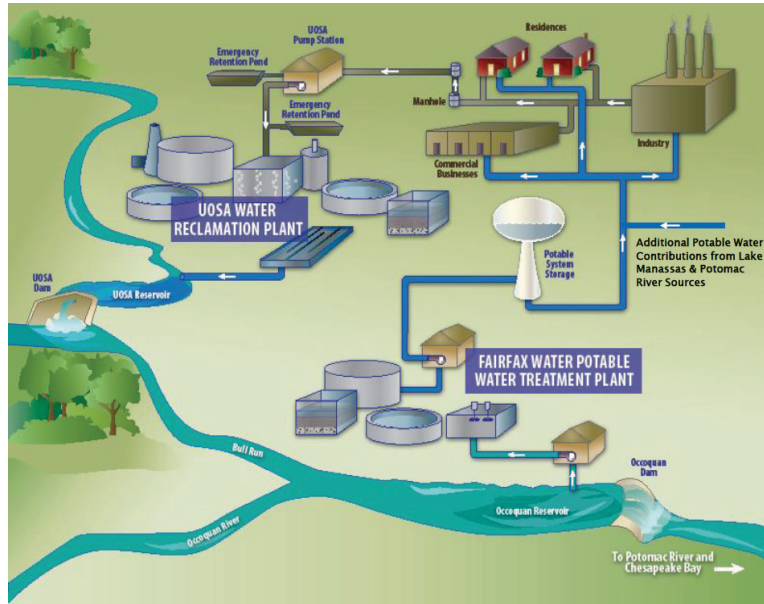 UOSA
Pump Station
Emergency
Retention Pond
Residences
Manhole
Emergency
Retention Pond
Industry
Commercial
Businesses
UOSA WATER
RECLAMATION PLANT
Potable
System
Storage
Additional Potable Water
Contributions from Lake
Manassas & Potomac
River Sources
UOSA
Dam
UOSA Reservoir
FAIRFAX WATER POTABLE
WATER TREATMENT PLANT
Bull Run
Occoquan
Dam
Occoquan Reservoir
Occoquan River
To Potomac River and
Chesapeake Bay